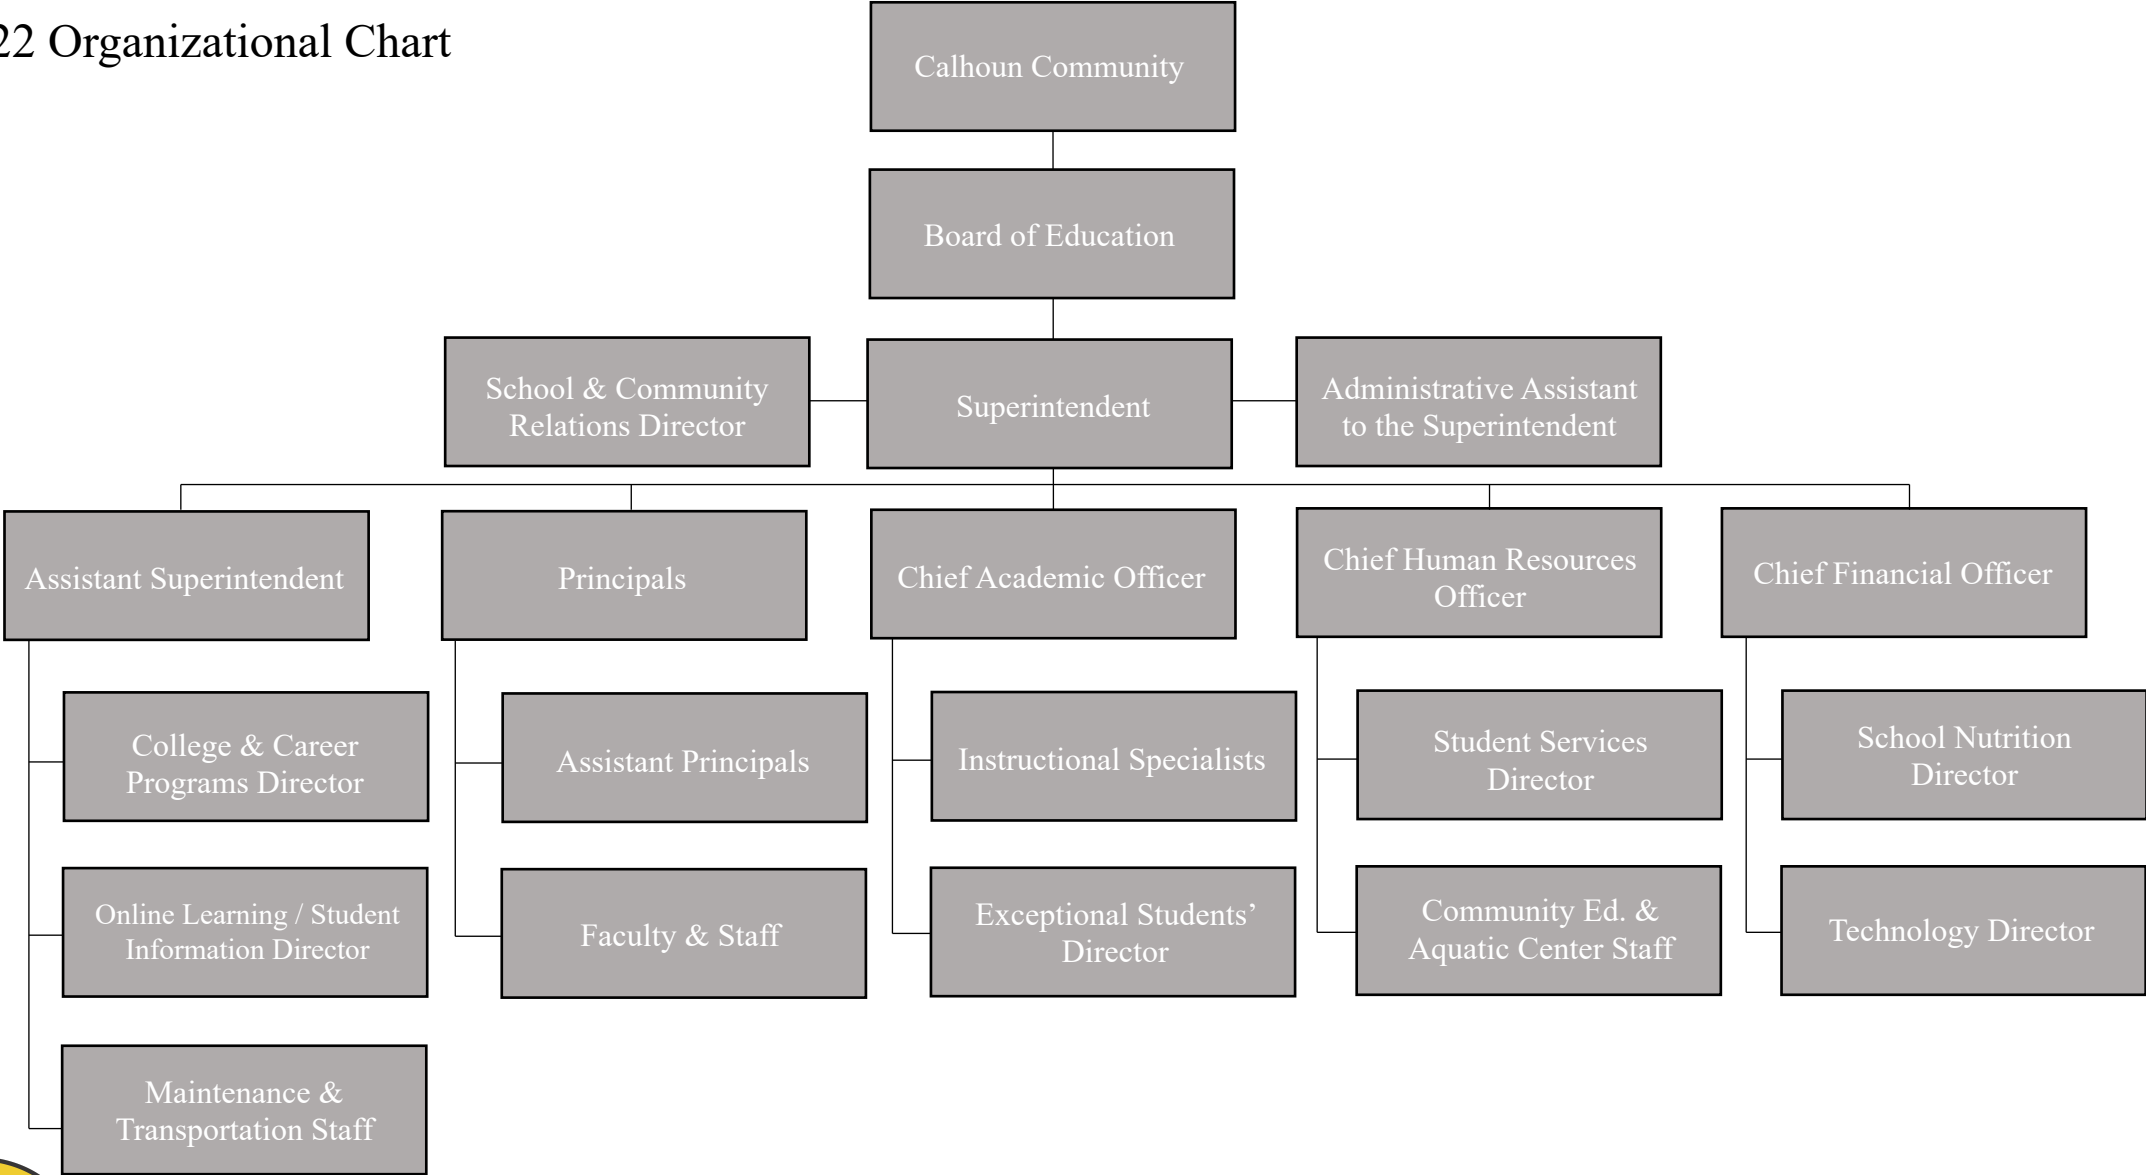 22 Organizational Chart
Calhoun Community
Board of Education
School & Community
Relations Director
Superintendent
Administrative Assistant
to the Superintendent
Assistant Superintendent
Principals
Chief Academic Officer
Chief Human Resources
Officer
Chief Financial Officer
College & Career
Programs Director
Assistant Principals
Instructional Specialists
Student Services
Director
School Nutrition
Director
Online Learning / Student
Information Director
Faculty & Staff
Exceptional Students’
Director
Community Ed. &
Aquatic Center Staff
Technology Director
Maintenance &
Transportation Staff